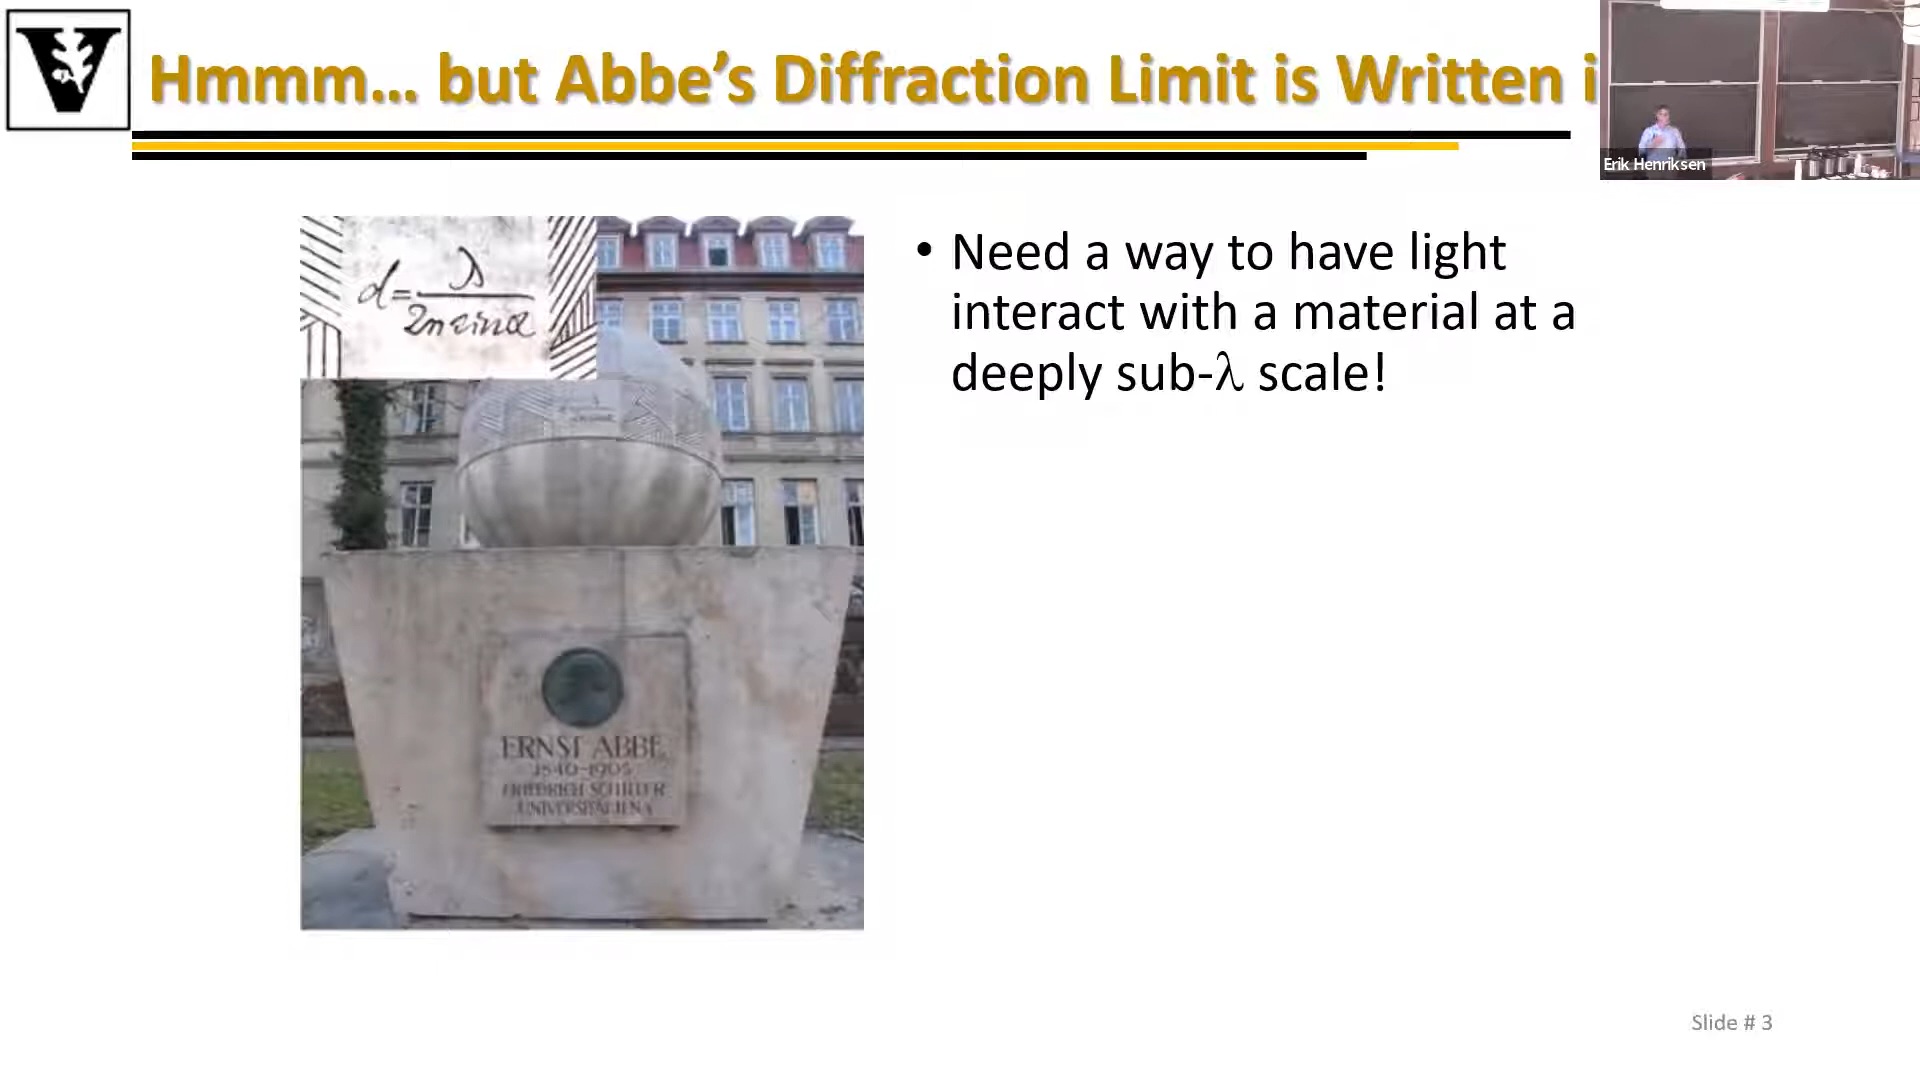 V
Hmmm... but Abbe's Diffraction Limit is Written i
Erik Henriksen
d=λ
2n sinα
• Need a way to have light
interact with a material at a
deeply sub-λ scale!
ERNST ABBE
1840-1905
FRIEDRICH SCHILLER
UNIVERSITÄT JENA
Slide # 3